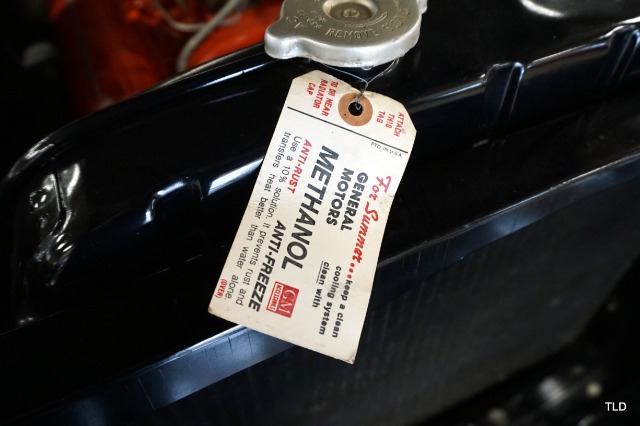 REMOVE
ATTACH
THIS
TAG
TO OR NEAR
RADIATOR
CAP
PTD. IN U.S.A.
For Summer...keep a clean
cooling system
clean with
GENERAL
MOTORS
METHANOL
ANTI-RUST ANTI-FREEZE
Use a 10% solution. It prevents rust and
transfers heat better than water alone.
GM
(OVER)
TLD